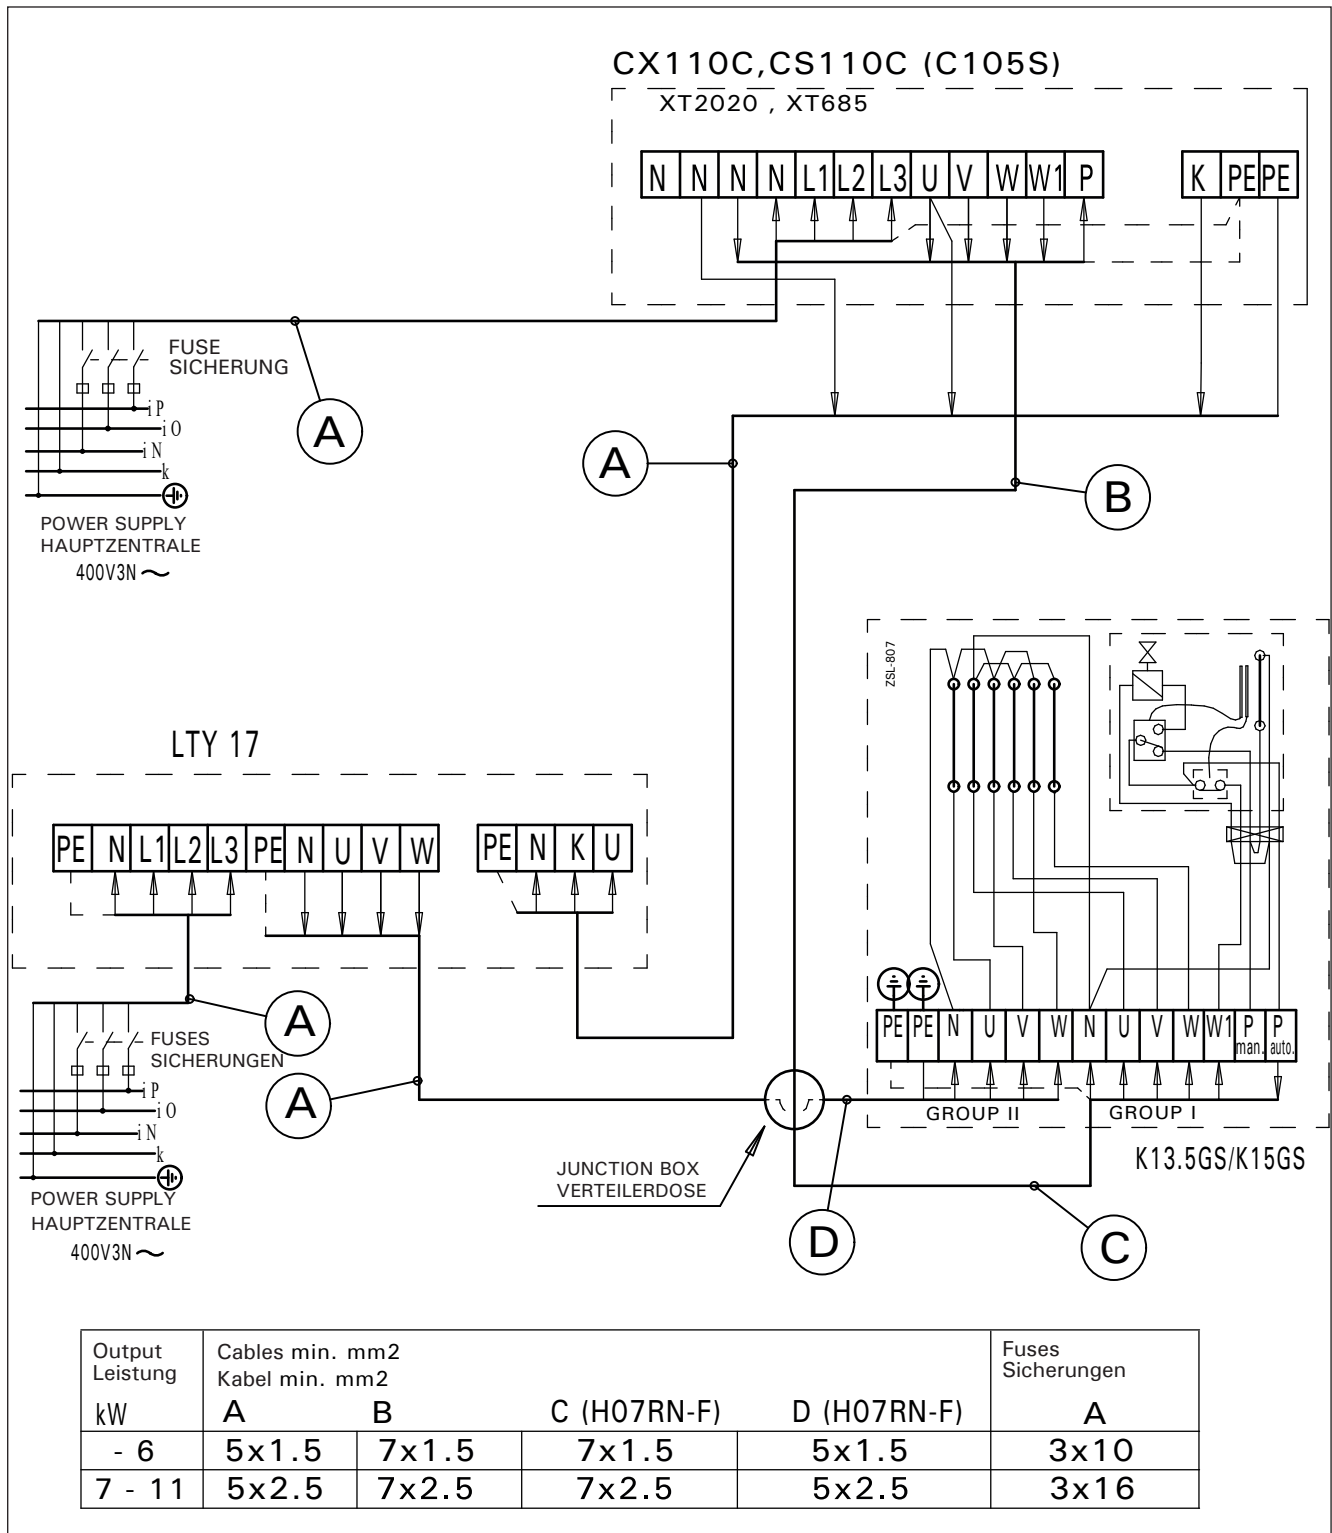 CX110C,CS110C (C105S)
XT2020 , XT685
N N N N L1 L2 L3 U V W W1 P K PE PE
FUSE
SICHERUNG
A
iP
iO
iN
k
POWER SUPPLY
HAUPTZENTRALE
400V3N ~
A
B
ZSL-807
LTY 17
PE N L1 L2 L3 PE N U V W PE N K U
A
FUSES
SICHERUNGEN
A
iP
iO
iN
k
POWER SUPPLY
HAUPTZENTRALE
400V3N ~
PE PE N U V W N U V W W1 P man. P auto.
GROUP II GROUP I
K13.5GS/K15GS
JUNCTION BOX
VERTEILERDOSE
D
C
Output Cables min. mm2 Fuses
Leistung Kabel min. mm2 Sicherungen
kW A B C (H07RN-F) D (H07RN-F) A
- 6 5x1.5 7x1.5 7x1.5 5x1.5 3x10
7 - 11 5x2.5 7x2.5 7x2.5 5x2.5 3x16